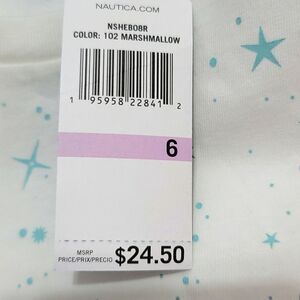 NAUTICA.COM
NSHEBOBR
COLOR: 102 MARSHMALLOW
1 95958 22841 2
6
MSRP
PRICE/PRIX/PRECIO $24.50